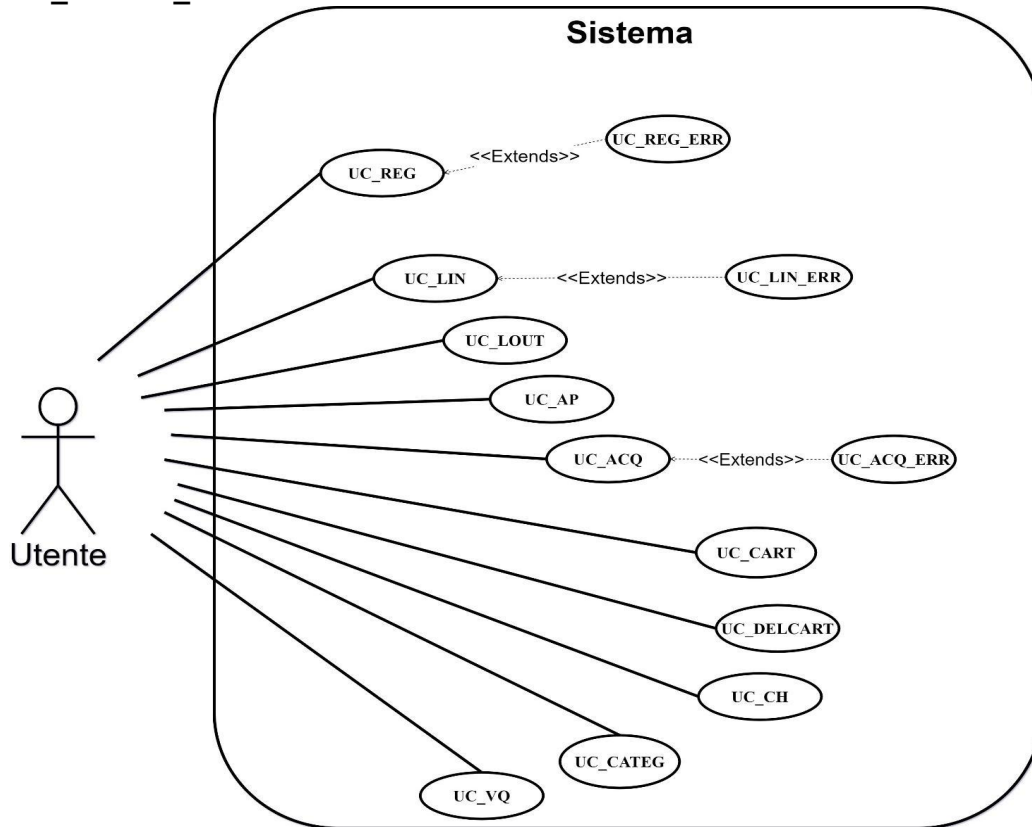 Sistema
UC_REG_ERR
<<Extends>>
UC_REG
UC_LIN
<<Extends>>
UC_LIN_ERR
UC_LOUT
UC_AP
UC_ACQ
<<Extends>>
UC_ACQ_ERR
Utente
UC_CART
UC_DELCART
UC_CH
UC_CATEG
UC_VQ